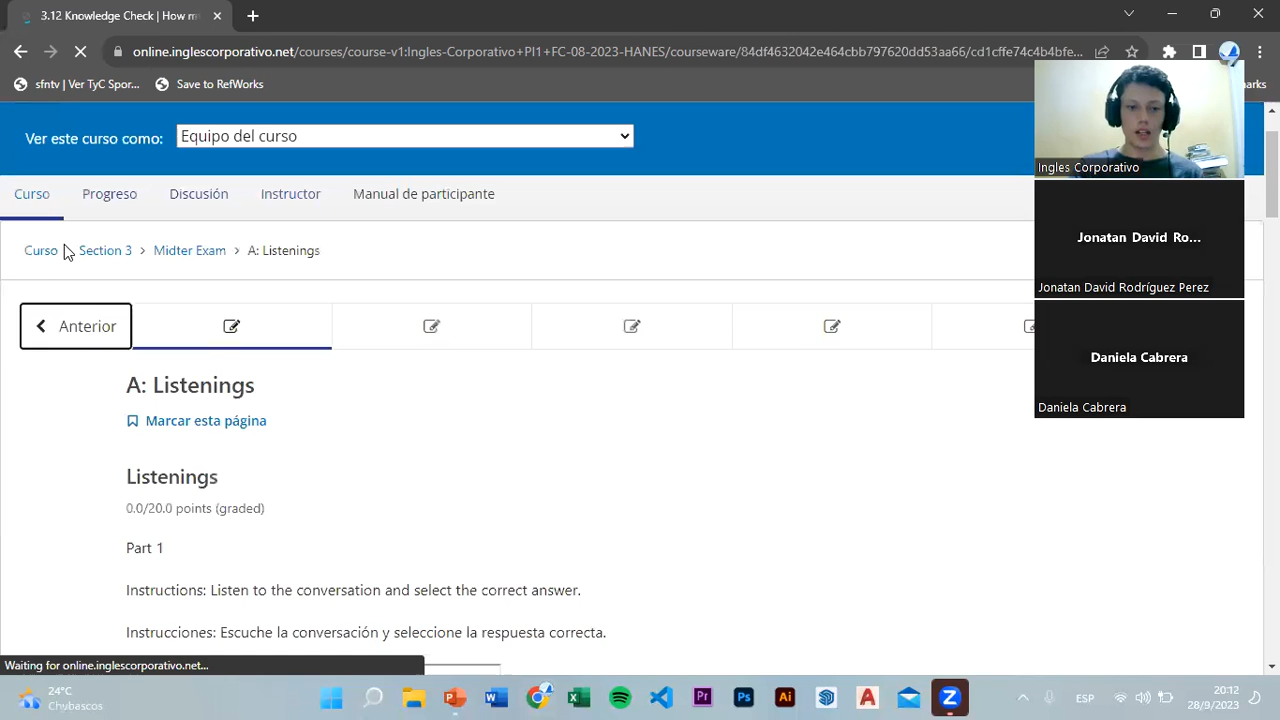 3.12 Knowledge Check | How m
online.inglescorporativo.net/courses/course-v1:Ingles-Corporativo+PI1+FC-08-2023-HANES/courseware/84df4632042e464cbb797620dd53aa66/cd1cffe74c4b4bfe...
sfntv | Ver TyC Spor...
Save to RefWorks
Ver este curso como:
Equipo del curso
Curso
Progreso
Discusión
Instructor
Manual de participante
Curso
Section 3 > Midter Exam > A: Listenings
Anterior
A: Listenings
Marcar esta página
Listenings
0.0/20.0 points (graded)
Part 1
Instructions: Listen to the conversation and select the correct answer.
Instrucciones: Escuche la conversación y seleccione la respuesta correcta.
Ingles Corporativo
Jonatan David Ro...
Jonatan David Rodríguez Perez
Daniela Cabrera
Daniela Cabrera
Waiting for online.inglescorporativo.net...
24°C
Chubascos
W
X
Pr
Ps
Ai
A
ESP
20:12
28/9/2023